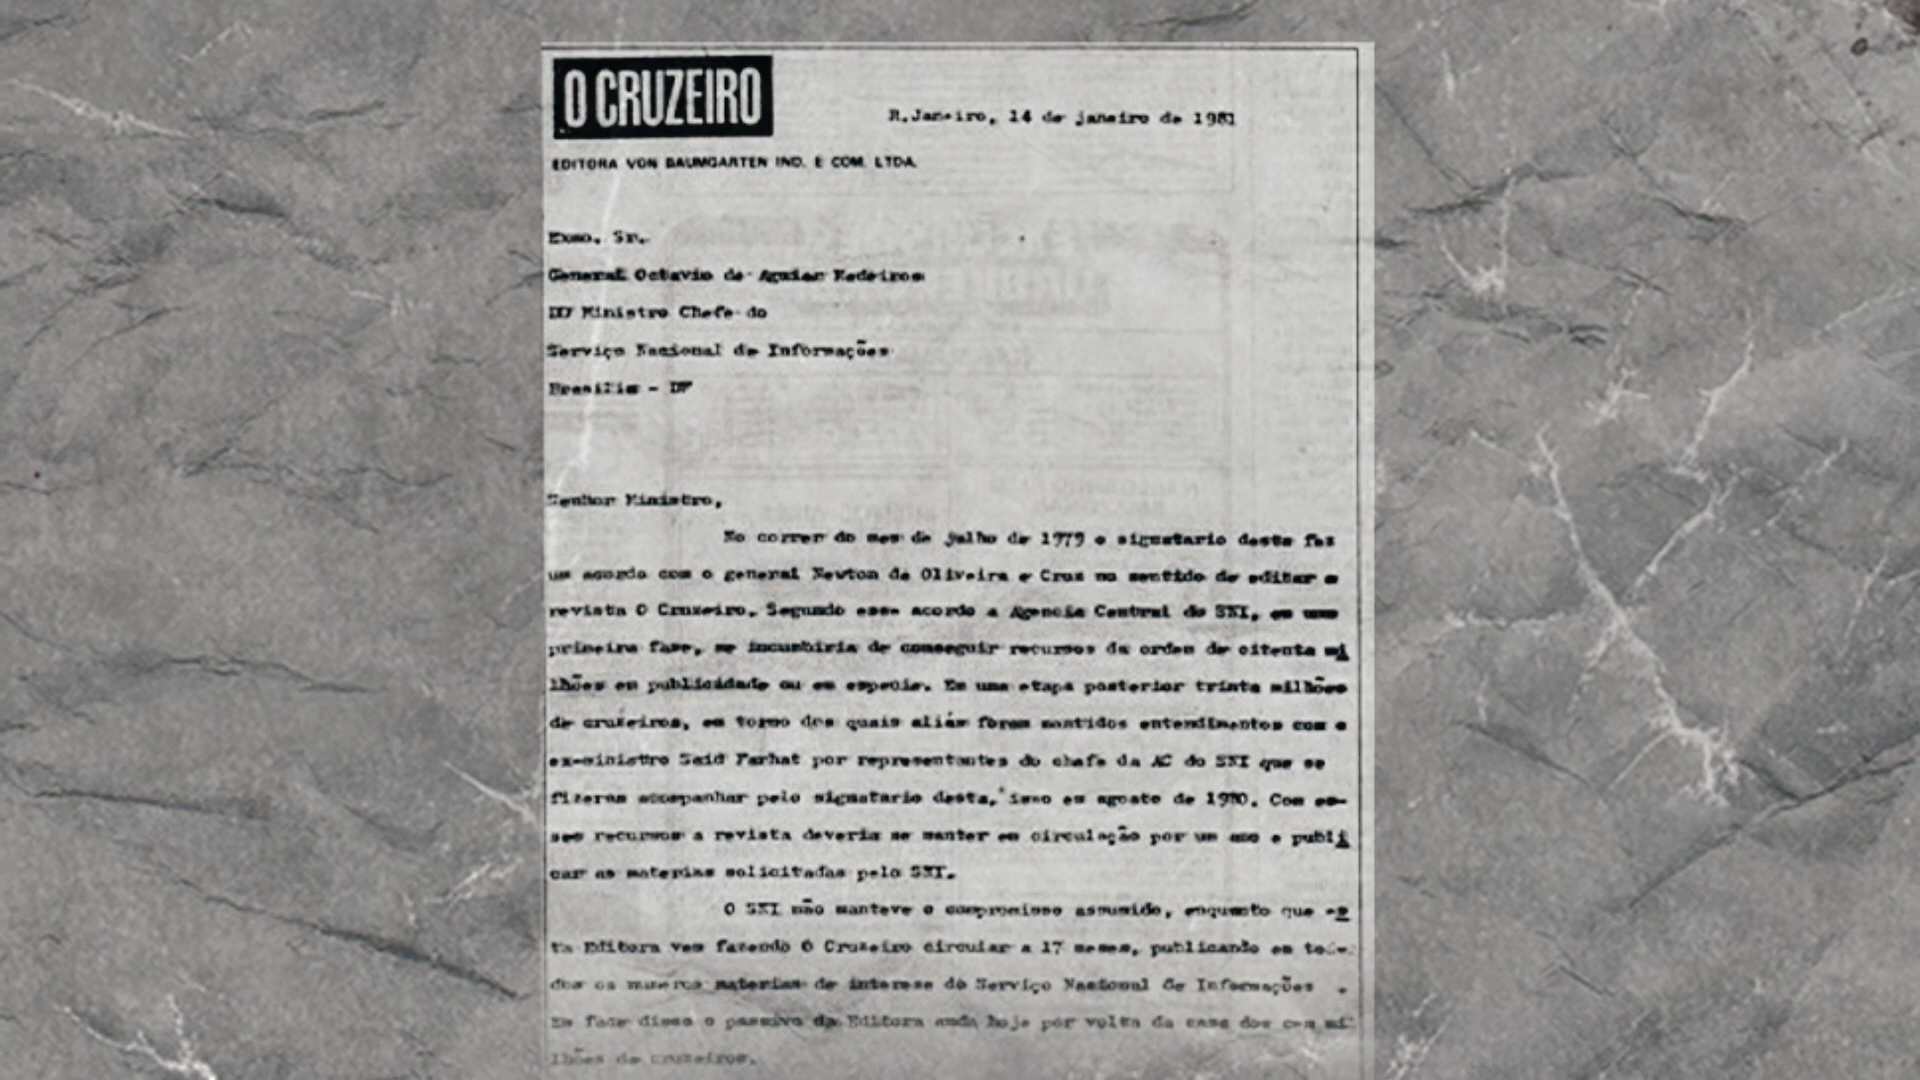 O CRUZEIRO
R.Janeiro, 14 de janeiro de 1981
EDITORA VON BAUMGARTEN IND. E COM. LTDA.
Exmo. Sr.
General Octavio de Aguiar Medeiros
DD Ministro Chefe do
Serviço Nacional de Informações
Brasilia - DF
Senhor Ministro,
No correr do mes de julho de 1979 o signatario desta fez
um acordo com o general Newton de Oliveira e Cruz no sentido de editar a
revista O Cruzeiro. Segundo esse acordo a Agencia Central do SNI, em uma
primeira fase, se incumbiria de conseguir recursos da ordem de oitenta mi
lhões em publicidade ou em especie. Em uma etapa posterior trinta milhões
de cruzeiros, em torno dos quais aliás foram mantidos entendimentos com o
ex-ministro Said Farhat por representantes do chefe da AC do SNI que se
fizeram acompanhar pelo signatario desta, isso em agosto de 1980. Com es-
ses recursos a revista deveria se manter em circulação por um ano e publi
car as materias solicitadas pelo SNI.
O SNI não manteve o compromisso assumido, enquanto que es
ta Editora vem fazendo O Cruzeiro circular a 17 meses, publicando em to-
dos os numeros materias de interesse do Serviço Nacional de Informações .
Em face disso o passivo da Editora anda hoje por volta da casa dos cem mi
lhões de cruzeiros.